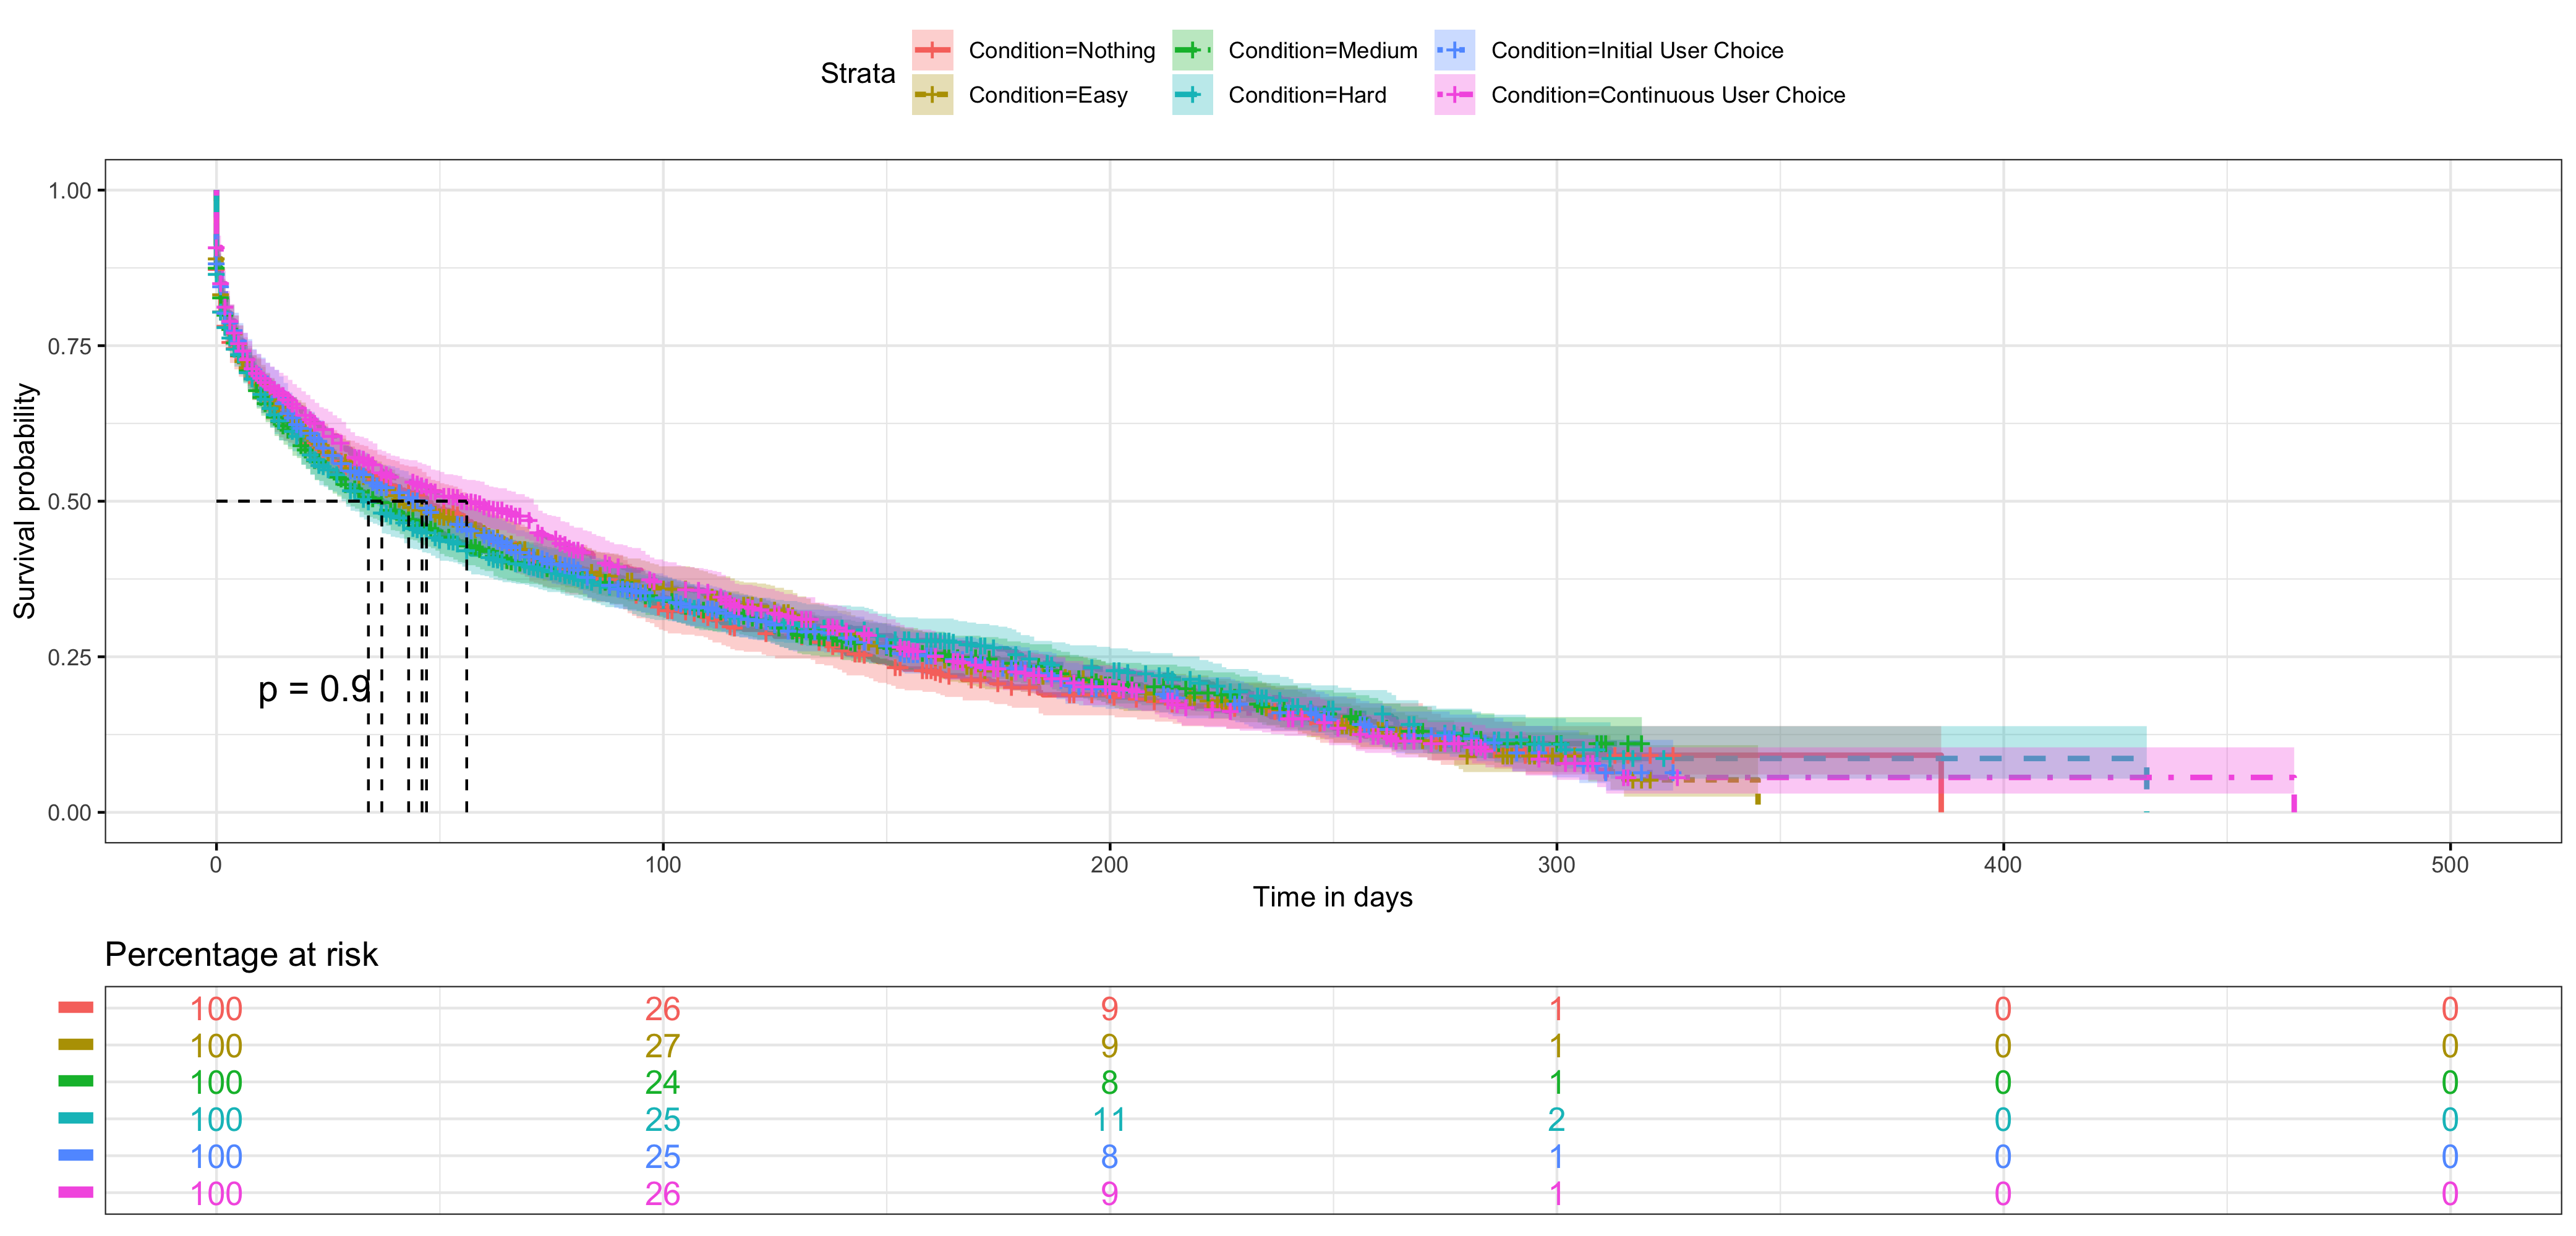 Strata
Condition=Nothing Condition=Medium Condition=Initial User Choice
Condition=Easy Condition=Hard Condition=Continuous User Choice
Survival probability
1.00
0.75
0.50
0.25
0.00
p = 0.9
0 100 200 300 400 500
Time in days
Percentage at risk
100 26 9 1 0 0
100 27 9 1 0 0
100 24 8 1 0 0
100 25 11 2 0 0
100 25 8 1 0 0
100 26 9 1 0 0